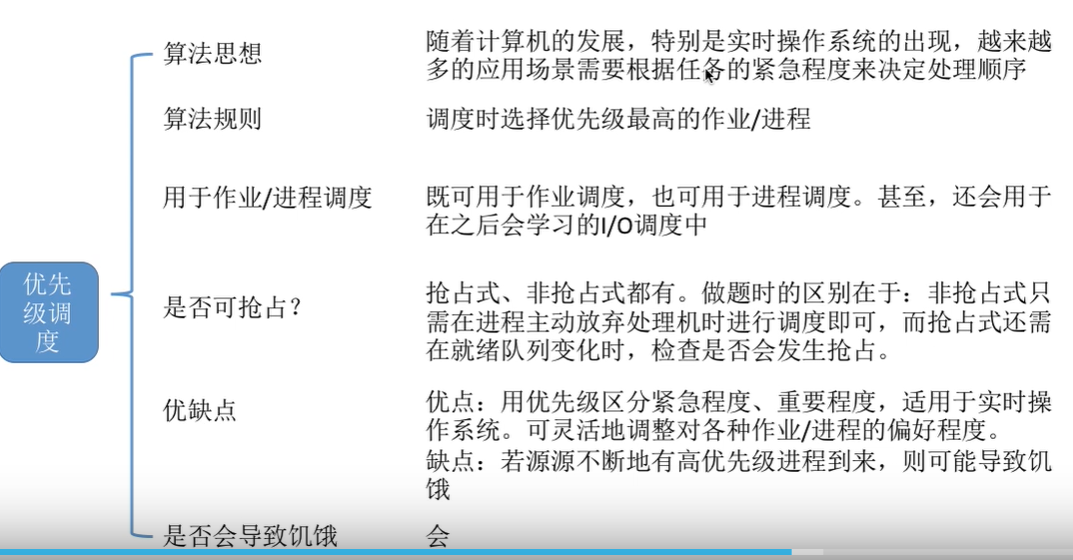 算法思想
随着计算机的发展，特别是实时操作系统的出现，越来越
多的应用场景需要根据任务的紧急程度来决定处理顺序
算法规则
调度时选择优先级最高的作业/进程
用于作业/进程调度
既可用于作业调度，也可用于进程调度。甚至，还会用于
在之后会学习的I/O调度中
优先
级调
度
是否可抢占？
抢占式、非抢占式都有。做题时的区别在于：非抢占式只
需在进程主动放弃处理机时进行调度即可，而抢占式还需
在就绪队列变化时，检查是否会发生抢占。
优缺点
优点：用优先级区分紧急程度、重要程度，适用于实时操
作系统。可灵活地调整对各种作业/进程的偏好程度。
缺点：若源源不断地有高优先级进程到来，则可能导致饥
饿
是否会导致饥饿
会